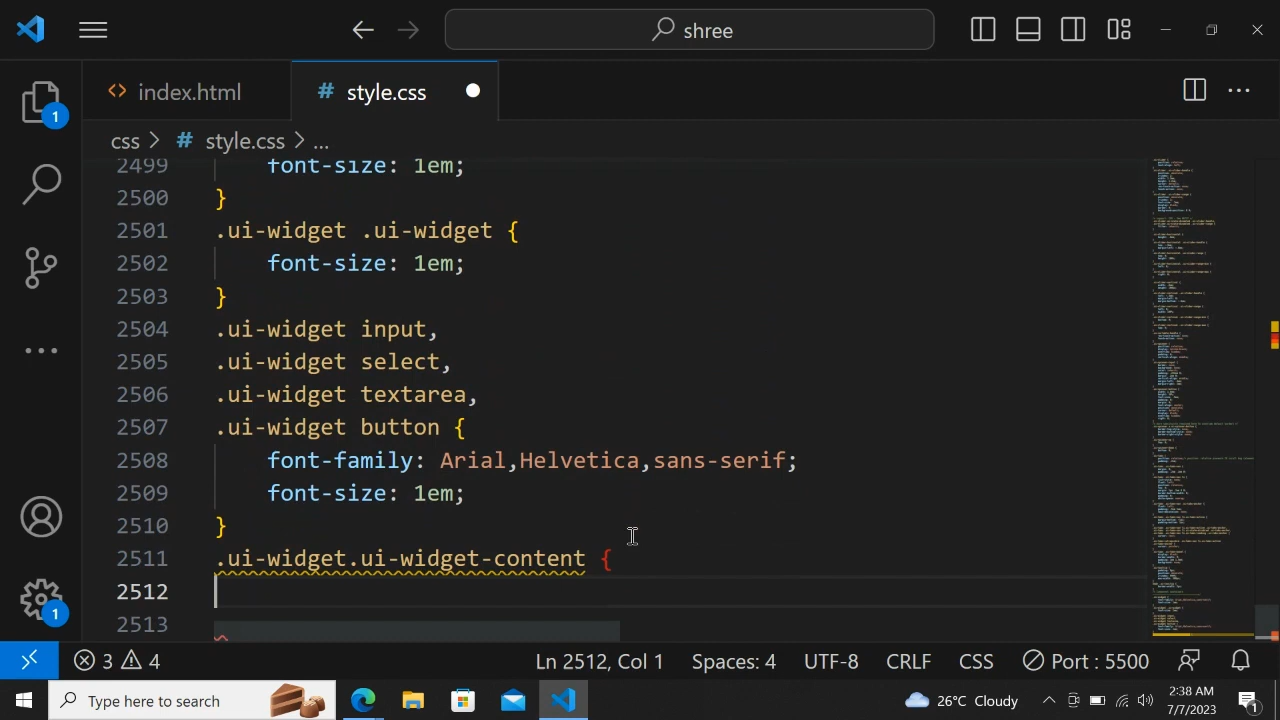 shree
index.html
# style.css
1
css > # style.css > ...
2499 font-size: 1em;
2500 }
2501 .ui-widget .ui-widget {
2502 font-size: 1em;
2503 }
2504 .ui-widget input,
2505 .ui-widget select,
2506 .ui-widget textarea,
2507 .ui-widget button
2508 font-family: ial,Helvetica,sans-serif;
2509 font-size: 1em;
2510 }
2511 .ui-widget.ui-widget-content {
2512
2513
1
3 4 Ln 2512, Col 1 Spaces: 4 UTF-8 CRLF CSS Port : 5500
Type here to search 26°C Cloudy 2:38 AM
7/7/2023 1